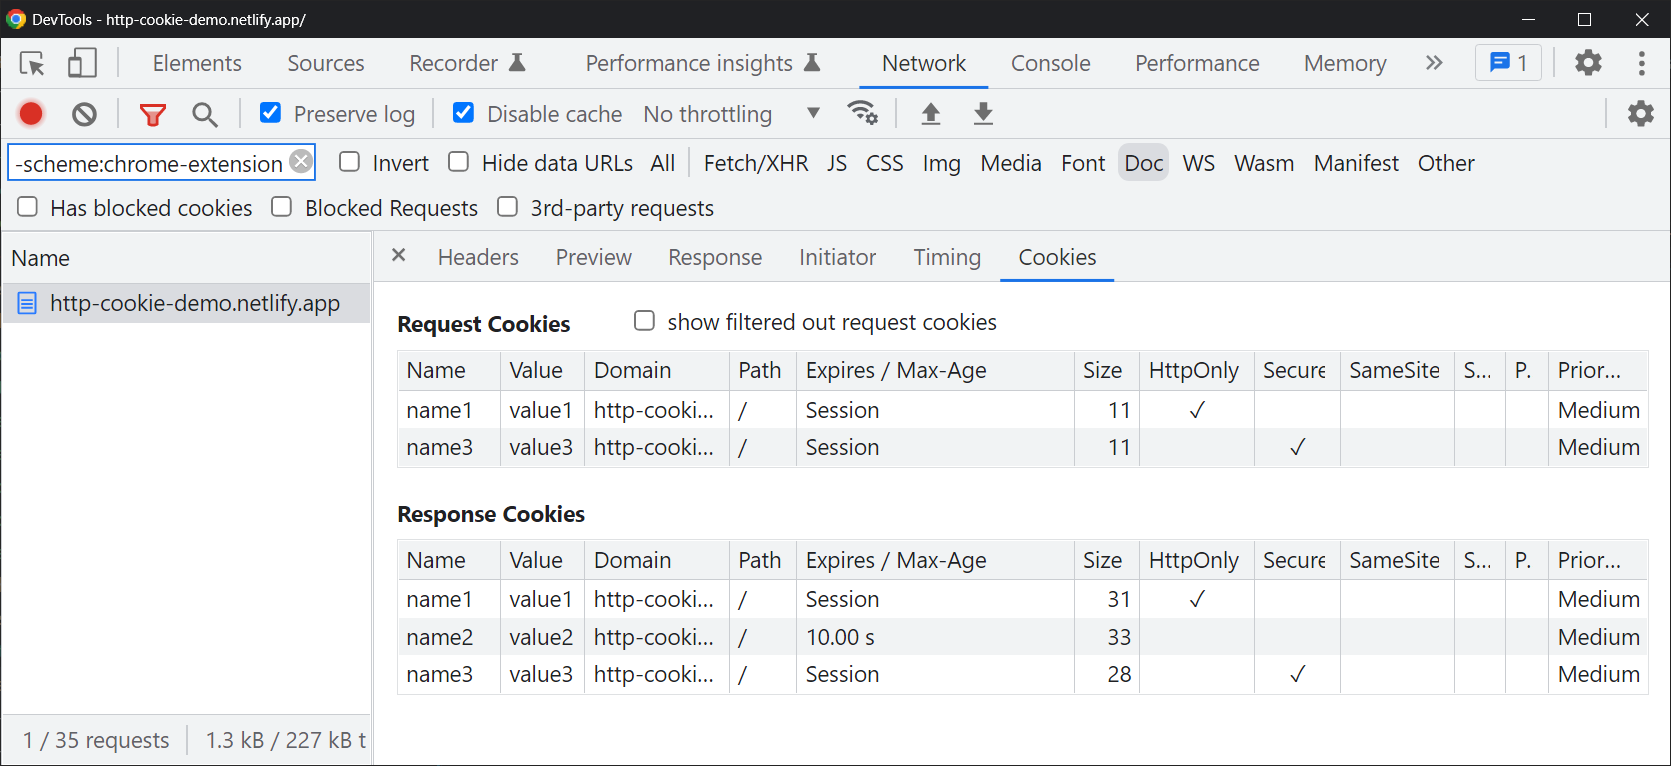 DevTools - http-cookie-demo.netlify.app/
Elements Sources Recorder Performance insights Network Console Performance Memory » 1
Preserve log Disable cache No throttling
-scheme:chrome-extension Invert Hide data URLs All Fetch/XHR JS CSS Img Media Font Doc WS Wasm Manifest Other
Has blocked cookies Blocked Requests 3rd-party requests
Name
http-cookie-demo.netlify.app
1 / 35 requests 1.3 kB / 227 kB t
Headers Preview Response Initiator Timing Cookies
Request Cookies show filtered out request cookies
Name Value Domain Path Expires / Max-Age Size HttpOnly Secure SameSite S... P. Prior...
name1 value1 http-cooki... / Session 11 ✓ Medium
name3 value3 http-cooki... / Session 11 ✓ Medium
Response Cookies
Name Value Domain Path Expires / Max-Age Size HttpOnly Secure SameSite S... P. Prior...
name1 value1 http-cooki... / Session 31 ✓ Medium
name2 value2 http-cooki... / 10.00 s 33 Medium
name3 value3 http-cooki... / Session 28 ✓ Medium